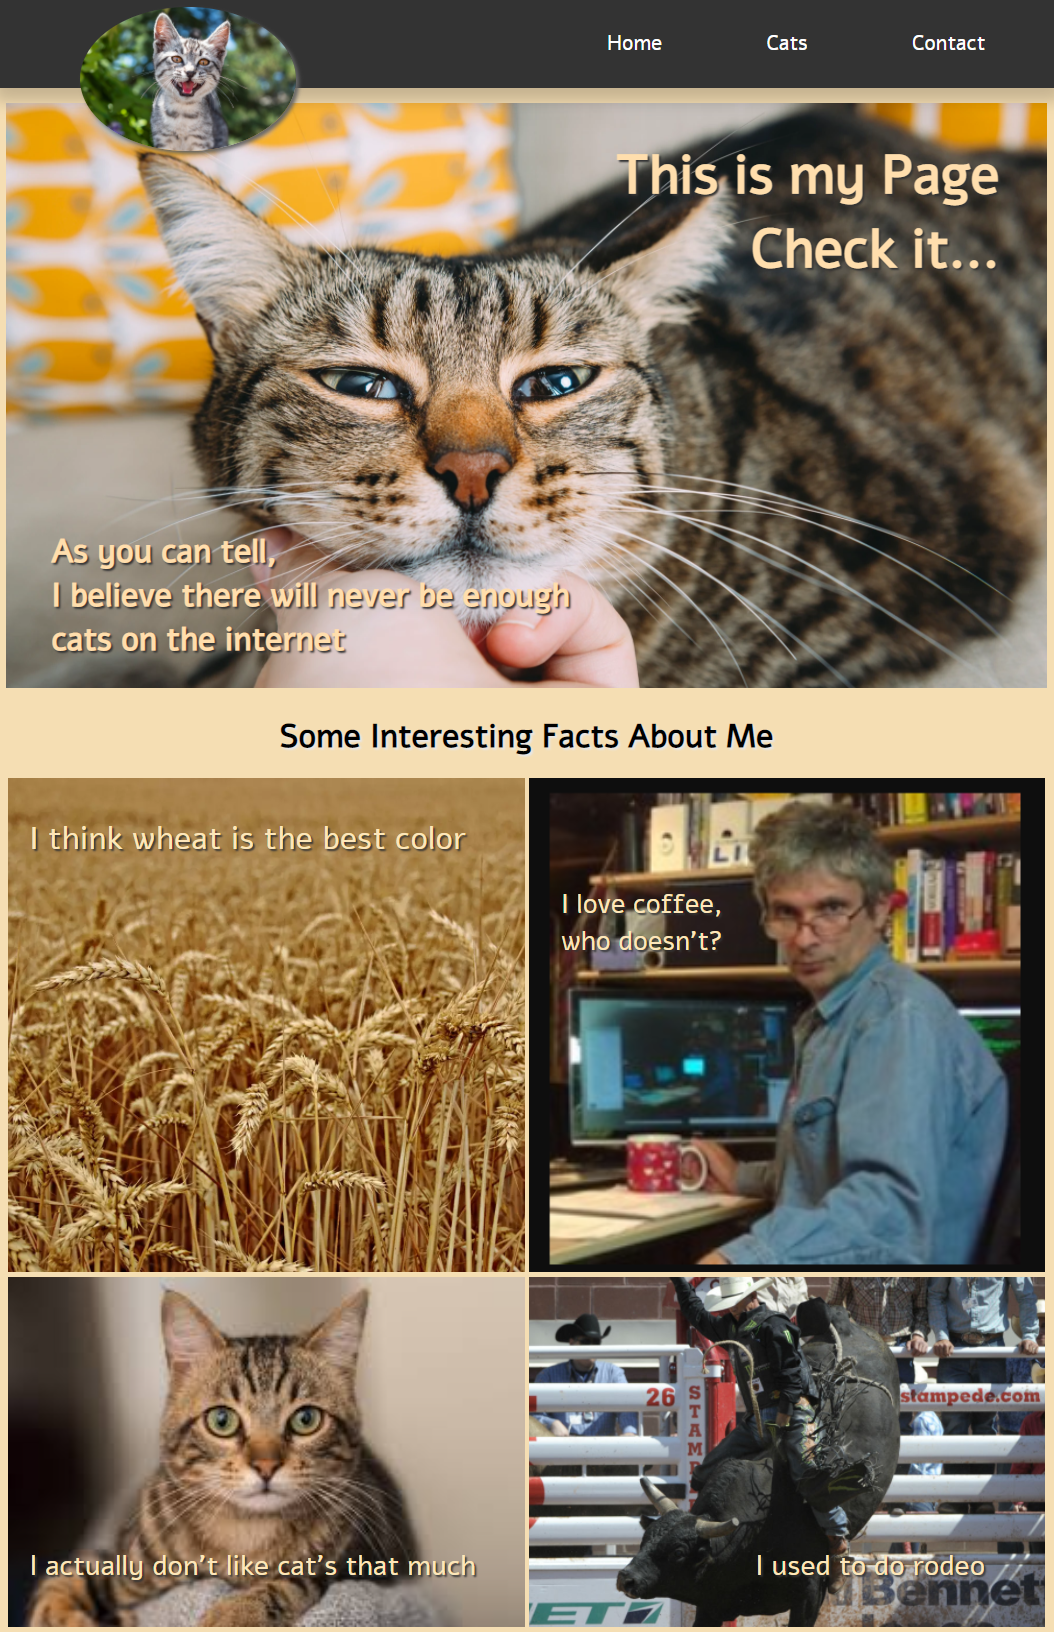 Home
Cats
Contact
This is my Page
Check it...
As you can tell,
I believe there will never be enough
cats on the internet
Some Interesting Facts About Me
I think wheat is the best color
I love coffee,
who doesn't?
I actually don't like cat's that much
26
STAMPE
stampede.com
I used to do rodeo
Bennet
ET